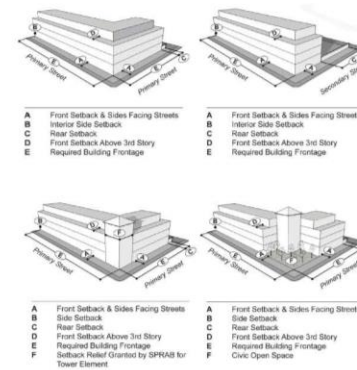 B
D
E
A
A
E
C
Primary Street
Primary Street
A Front Setback & Sides Facing Streets
B Interior Side Setback
C Rear Setback
D Front Setback Above 3rd Story
E Required Building Frontage
B
D
E
A
A
C
Primary Street
Secondary Street
A Front Setback & Sides Facing Streets
B Interior Side Setback
C Rear Setback
D Front Setback Above 3rd Story
E Required Building Frontage
B
D
F
E
A
A
E
C
Primary Street
Primary Street
A Front Setback & Sides Facing Streets
B Side Setback
C Rear Setback
D Front Setback Above 3rd Story
E Required Building Frontage
F Setback Relief Granted by SPRAB for
Tower Element
B
D
E
A
F
A
E
C
Primary Street
Primary Street
A Front Setback & Sides Facing Streets
B Side Setback
C Rear Setback
D Front Setback Above 3rd Story
E Required Building Frontage
F Civic Open Space